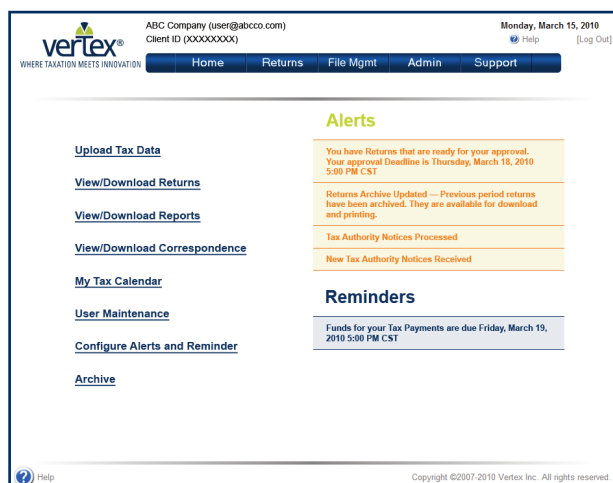 vertex®
WHERE TAXATION MEETS INNOVATION
ABC Company (user@abcco.com)
Client ID (XXXXXXXX)
Monday, March 15, 2010
Help
[Log Out]
Home
Returns
File Mgmt
Admin
Support
Upload Tax Data
View/Download Returns
View/Download Reports
View/Download Correspondence
My Tax Calendar
User Maintenance
Configure Alerts and Reminder
Archive
Alerts
You have Returns that are ready for your approval.
Your approval Deadline is Thursday, March 18, 2010
5:00 PM CST
Returns Archive Updated — Previous period returns
have been archived. They are available for download
and printing.
Tax Authority Notices Processed
New Tax Authority Notices Received
Reminders
Funds for your Tax Payments are due Friday, March 19,
2010 5:00 PM CST
Help
Copyright ©2007-2010 Vertex Inc. All rights reserved.